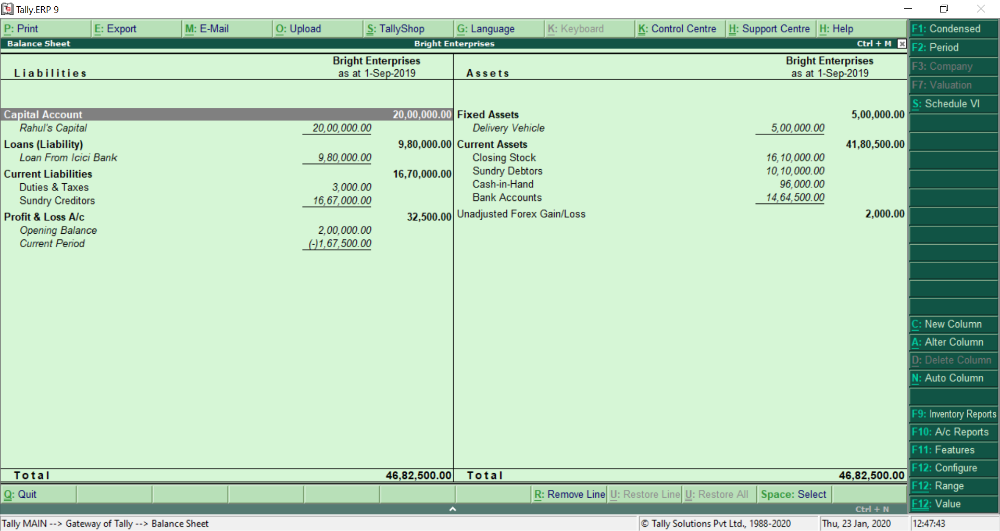 Tally.ERP 9
P: Print E: Export M: E-Mail O: Upload S: TallyShop G: Language K: Keyboard K: Control Centre H: Support Centre H: Help
Balance Sheet Bright Enterprises Ctrl + M
Liabilities Bright Enterprises as at 1-Sep-2019
Assets Bright Enterprises as at 1-Sep-2019
Capital Account 20,00,000.00
Rahul's Capital 20,00,000.00
Loans (Liability) 9,80,000.00
Loan From Icici Bank 9,80,000.00
Current Liabilities 16,70,000.00
Duties & Taxes 3,000.00
Sundry Creditors 16,67,000.00
Profit & Loss A/c 32,500.00
Opening Balance 2,00,000.00
Current Period (-)1,67,500.00
Total 46,82,500.00
Fixed Assets 5,00,000.00
Delivery Vehicle 5,00,000.00
Current Assets 41,80,500.00
Closing Stock 16,10,000.00
Sundry Debtors 10,10,000.00
Cash-in-Hand 96,000.00
Bank Accounts 14,64,500.00
Unadjusted Forex Gain/Loss 2,000.00
Total 46,82,500.00
F1: Condensed
F2: Period
F3: Company
F7: Valuation
S: Schedule VI
C: New Column
A: Alter Column
D: Delete Column
N: Auto Column
F9: Inventory Reports
F10: A/c Reports
F11: Features
F12: Configure
F12: Range
F12: Value
Q: Quit R: Remove Line U: Restore Line U: Restore All Space: Select
Ctrl + N
Tally MAIN --> Gateway of Tally --> Balance Sheet © Tally Solutions Pvt Ltd., 1988-2020 Thu, 23 Jan, 2020 12:47:43